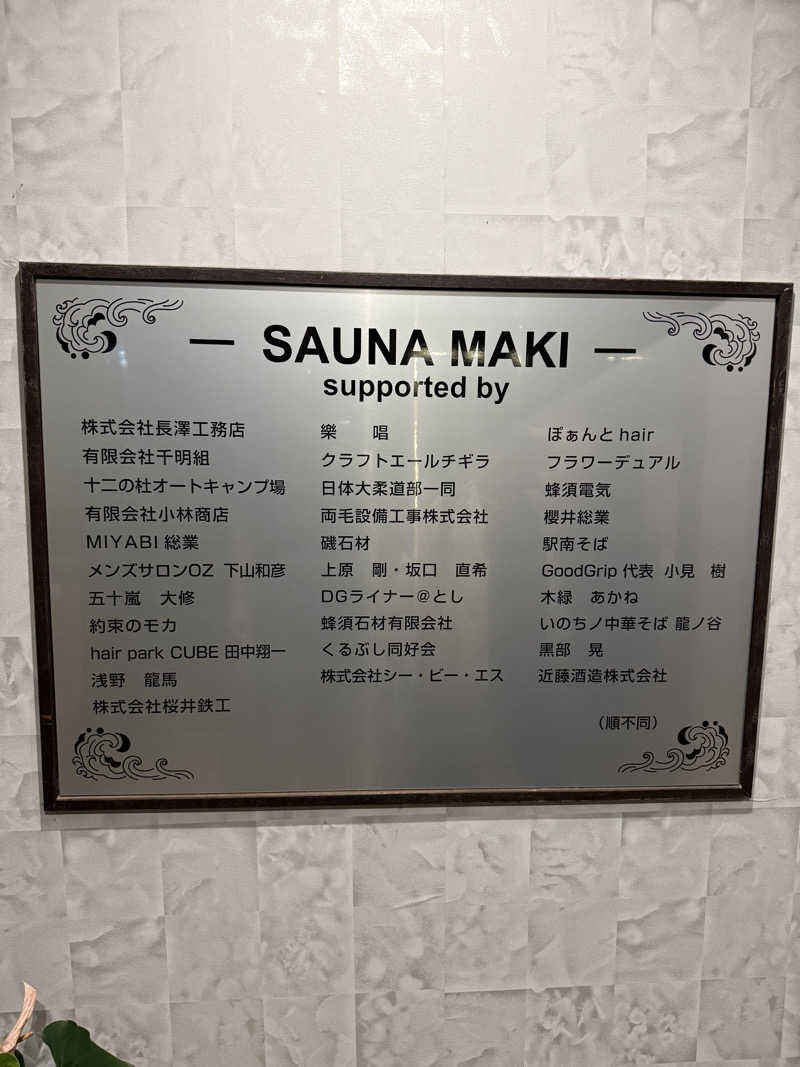 — SAUNA MAKI —
supported by
株式会社長澤工務店
有限会社千明組
十二の杜オートキャンプ場
有限会社小林商店
MIYABI 総業
メンズサロンOZ 下山和彦
五十嵐　大修
約束のモカ
hair park CUBE 田中翔一
浅野　龍馬
株式会社桜井鉄工
樂　　唱
クラフトエールチギラ
日体大柔道部一同
両毛設備工事株式会社
磯石材
上原　剛・坂口　直希
DGライナー＠とし
蜂須石材有限会社
くるぶし同好会
株式会社シー・ビー・エス
ぽぁんとhair
フラワーデュアル
蜂須電気
櫻井総業
駅南そば
GoodGrip 代表 小見　樹
木緑　あかね
いのちノ中華そば 龍ノ谷
黒部　晃
近藤酒造株式会社
（順不同）